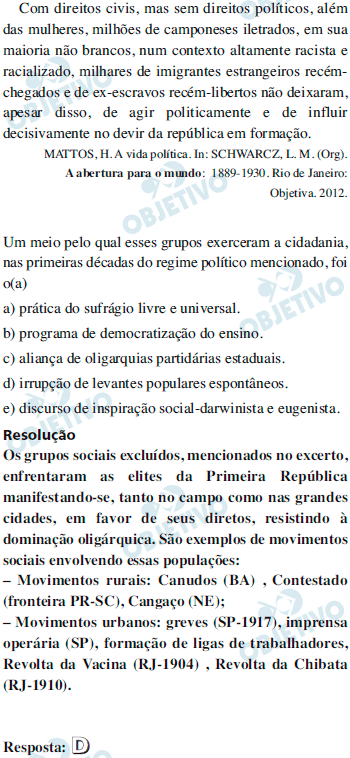 Com direitos civis, mas sem direitos políticos, além
das mulheres, milhões de camponeses iletrados, em sua
maioria não brancos, num contexto altamente racista e
racializado, milhares de imigrantes estrangeiros recém-
chegados e de ex-escravos recém-libertos não deixaram,
apesar disso, de agir politicamente e de influir
decisivamente no devir da república em formação.
MATTOS, H. A vida política. In: SCHWARCZ, L. M. (Org).
A abertura para o mundo: 1889-1930. Rio de Janeiro:
Objetiva. 2012.
Um meio pelo qual esses grupos exerceram a cidadania,
nas primeiras décadas do regime político mencionado, foi
o(a)
a) prática do sufrágio livre e universal.
b) programa de democratização do ensino.
c) aliança de oligarquias partidárias estaduais.
d) irrupção de levantes populares espontâneos.
e) discurso de inspiração social-darwinista e eugenista.
Resolução
Os grupos sociais excluídos, mencionados no excerto,
enfrentaram as elites da Primeira República
manifestando-se, tanto no campo como nas grandes
cidades, em favor de seus diretos, resistindo à
dominação oligárquica. São exemplos de movimentos
sociais envolvendo essas populações:
– Movimentos rurais: Canudos (BA) , Contestado
(fronteira PR-SC), Cangaço (NE);
– Movimentos urbanos: greves (SP-1917), imprensa
operária (SP), formação de ligas de trabalhadores,
Revolta da Vacina (RJ-1904) , Revolta da Chibata
(RJ-1910).
Resposta: D